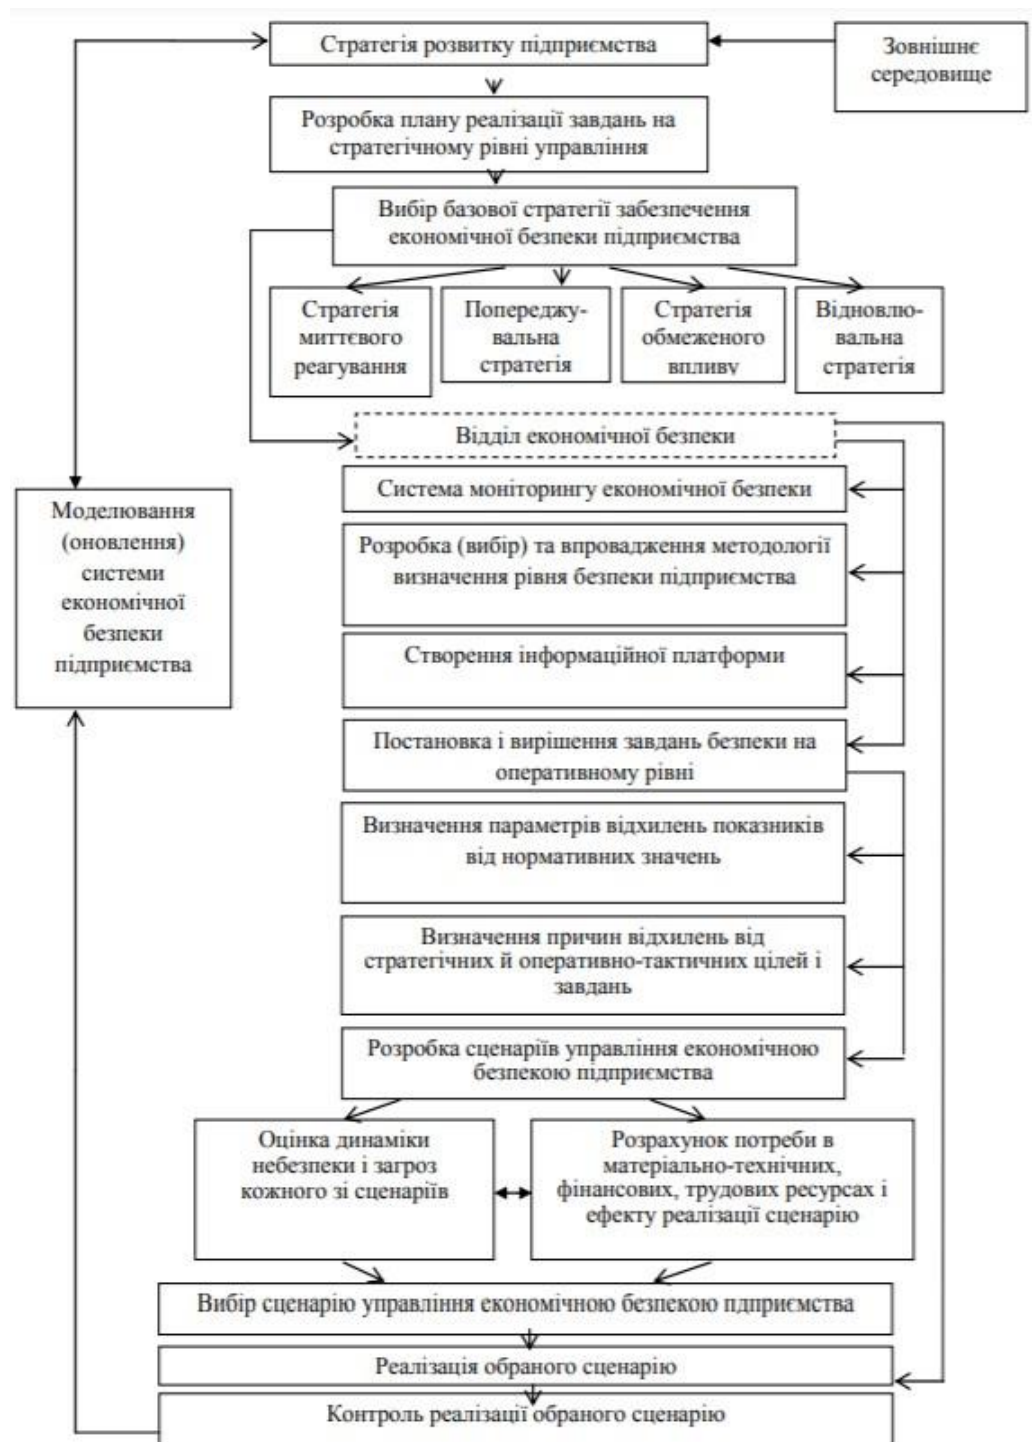 Стратегія розвитку підприємства
Зовнішнє
середовище
Розробка плану реалізації завдань на
стратегічному рівні управління
Вибір базової стратегії забезпечення
економічної безпеки підприємства
Стратегія
миттєвого
реагування
Попереджу-
вальна
стратегія
Стратегія
обмеженого
впливу
Відновлю-
вальна
стратегія
Відділ економічної безпеки
Система моніторингу економічної безпеки
Моделювання
(оновлення)
системи
економічної
безпеки
підприємства
Розробка (вибір) та впровадження методології
визначення рівня безпеки підприємства
Створення інформаційної платформи
Постановка і вирішення завдань безпеки на
оперативному рівні
Визначення параметрів відхилень показників
від нормативних значень
Визначення причин відхилень від
стратегічних й оперативно-тактичних цілей і
завдань
Розробка сценаріїв управління економічною
безпекою підприємства
Оцінка динаміки
небезпеки і загроз
кожного зі сценаріїв
Розрахунок потреби в
матеріально-технічних,
фінансових, трудових ресурсах і
ефекту реалізації сценарію
Вибір сценарію управління економічною безпекою пдприємства
Реалізація обраного сценарію
Контроль реалізації обраного сценарію